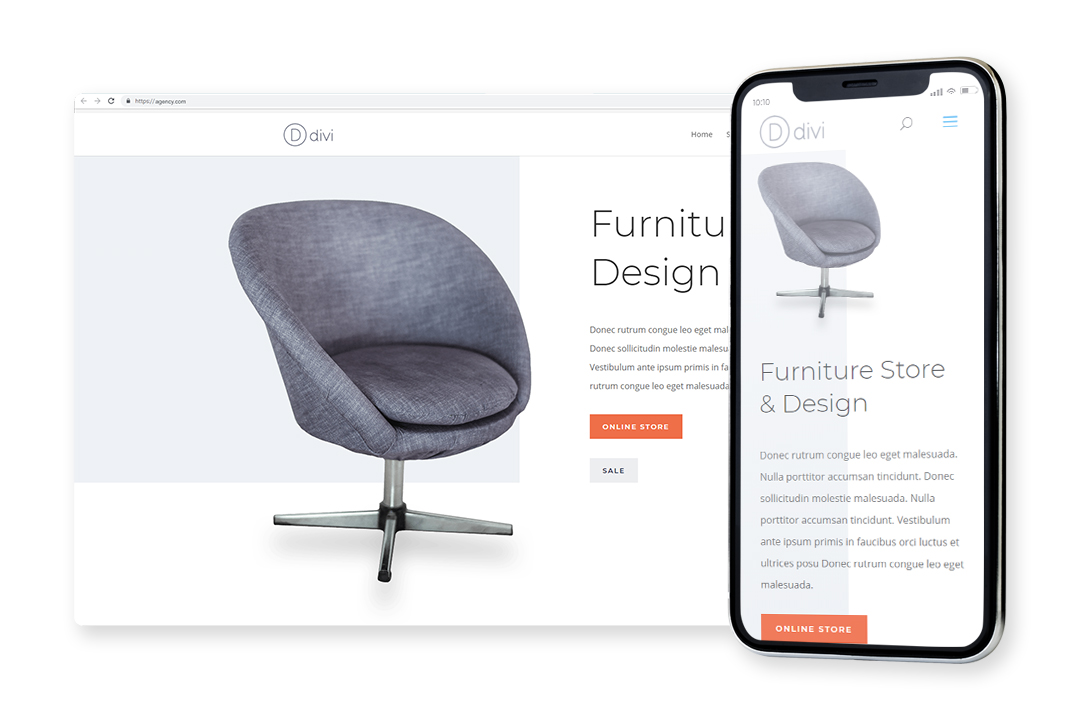 https://agency.com
D divi
Home S
Furnitu
Design
Donec rutrum congue leo eget mal
Donec sollicitudin molestie malesu
Vestibulum ante ipsum primis in fa
rutrum congue leo eget malesuada
ONLINE STORE
SALE
10:10
D divi
Furniture Store
& Design
Donec rutrum congue leo eget malesuada.
Nulla porttitor accumsan tincidunt. Donec
sollicitudin molestie malesuada. Nulla
porttitor accumsan tincidunt. Vestibulum
ante ipsum primis in faucibus orci luctus et
ultrices posu Donec rutrum congue leo eget
malesuada.
ONLINE STORE